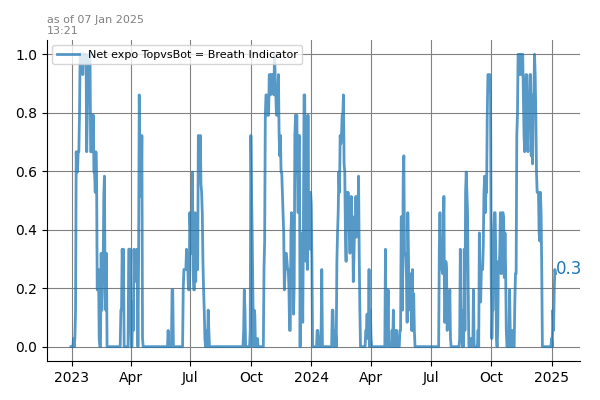 as of 07 Jan 2025
13:21
Net expo TopvsBot = Breath Indicator
1.0
0.8
0.6
0.4
0.2
0.0
0.3
2023 Apr Jul Oct 2024 Apr Jul Oct 2025